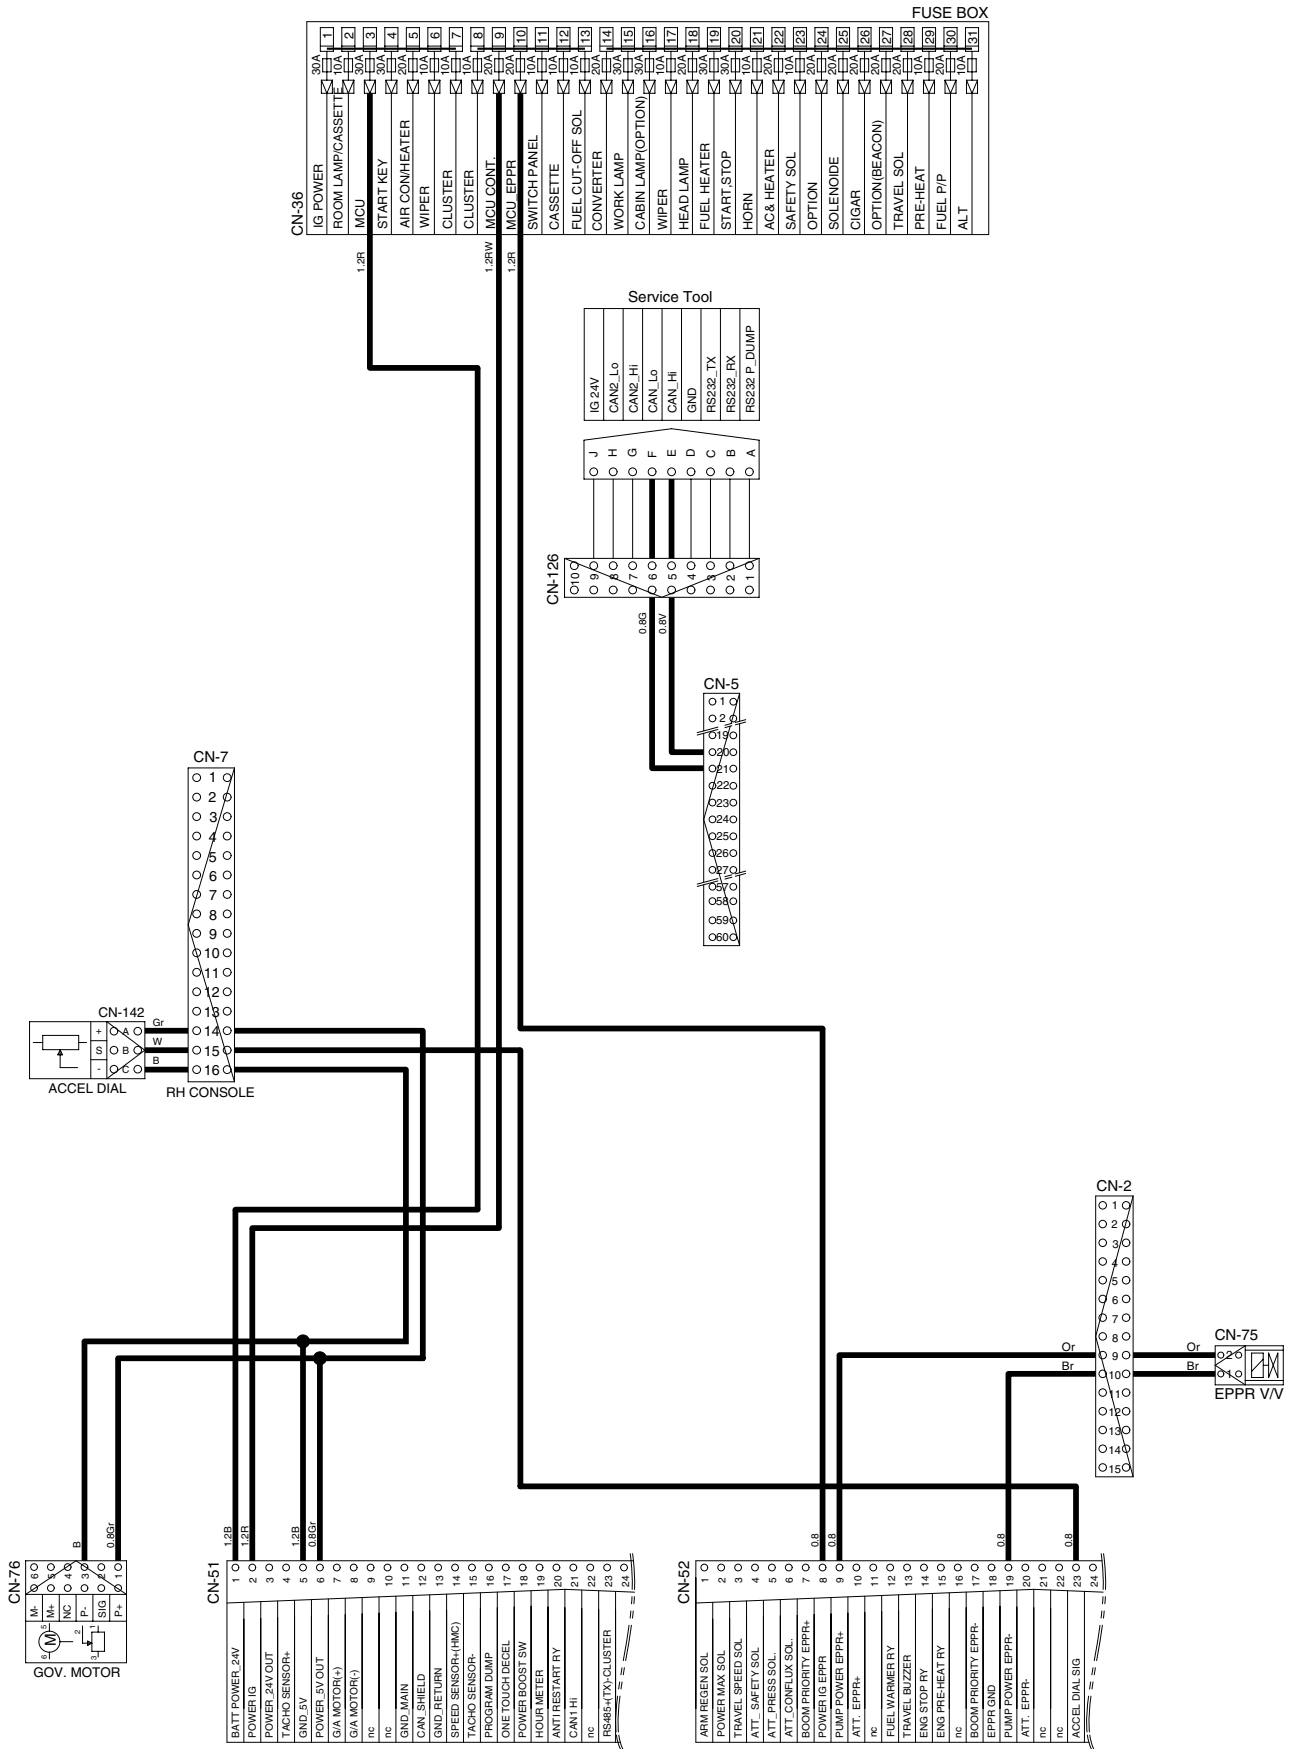 FUSE BOX
1
2
3
4
5
6
7
8
9
10
11
12
13
14
15
16
17
18
19
20
21
22
23
24
25
26
27
28
29
30
31
30A
10A
30A
30A
20A
10A
10A
10A
20A
20A
10A
10A
10A
20A
30A
30A
10A
20A
30A
20A
10A
20A
10A
20A
20A
10A
20A
20A
10A
20A
10A
CN-36
IG POWER
ROOM LAMP/CASSETTE
MCU
START KEY
AIR CON/HEATER
WIPER
CLUSTER
CLUSTER
MCU CONT.
MCU_EPPR
SWITCH PANEL
CASSETTE
FUEL CUT-OFF SOL
CONVERTER
WORK LAMP
CABIN LAMP(OPTION)
WIPER
HEAD LAMP
FUEL HEATER
START,STOP
HORN
AC& HEATER
SAFETY SOL
OPTION
SOLENOIDE
CIGAR
OPTION(BEACON)
TRAVEL SOL
PRE-HEAT
FUEL P/P
ALT
1.2R
1.2RW
1.2R
Service Tool
IG 24V
CAN2_Lo
CAN2_Hi
CAN_Lo
CAN_Hi
GND
RS232_TX
RS232_RX
RS232 P_DUMP
J
H
G
F
E
D
C
B
A
CN-126
10
9
8
7
6
5
4
3
2
1
0.8G
0.8V
CN-5
1
2
19
20
21
22
23
24
25
26
27
57
58
59
60
CN-7
1
2
3
4
5
6
7
8
9
10
11
12
13
14
15
16
RH CONSOLE
CN-142
+ A Gr
S B W
- C B
ACCEL DIAL
CN-2
1
2
3
4
5
6
7
8
9
10
11
12
13
14
15
Or
Br
Or
Br
CN-75
2
1
EPPR V/V
B
0.8Gr
CN-76
6
5
4
3
2
1
M-
M+
NC
P-
SIG
P+
M
5
6
2
1
3
GOV. MOTOR
1.2B
1.2R
1.2B
0.8Gr
CN-51
1
2
3
4
5
6
7
8
9
10
11
12
13
14
15
16
17
18
19
20
21
22
23
24
BATT POWER_24V
POWER IG
POWER_24V OUT
TACHO SENSOR+
GND_5V
POWER_5V OUT
G/A MOTOR(+)
G/A MOTOR(-)
nc
nc
GND_MAIN
CAN_SHIELD
GND_RETURN
SPEED SENSOR+(HMC)
TACHO SENSOR-
PROGRAM DUMP
ONE TOUCH DECEL
POWER BOOST SW
HOUR METER
ANTI RESTART RY
CAN1 Hi
nc
RS485+(TX)-CLUSTER
0.8
0.8
0.8
0.8
CN-52
1
2
3
4
5
6
7
8
9
10
11
12
13
14
15
16
17
18
19
20
21
22
23
24
ARM REGEN SOL
POWER MAX SOL
TRAVEL SPEED SOL
ATT_ SAFETY SOL
ATT_PRESS SOL.
ATT_CONFLUX SOL.
BOOM PRIORITY EPPR+
POWER IG EPPR
PUMP POWER EPPR+
ATT. EPPR+
nc
FUEL WARMER RY
TRAVEL BUZZER
ENG STOP RY
ENG PRE-HEAT RY
nc
BOOM PRIORITY EPPR-
EPPR GND
PUMP POWER EPPR-
ATT. EPPR-
nc
nc
ACCEL DIAL SIG